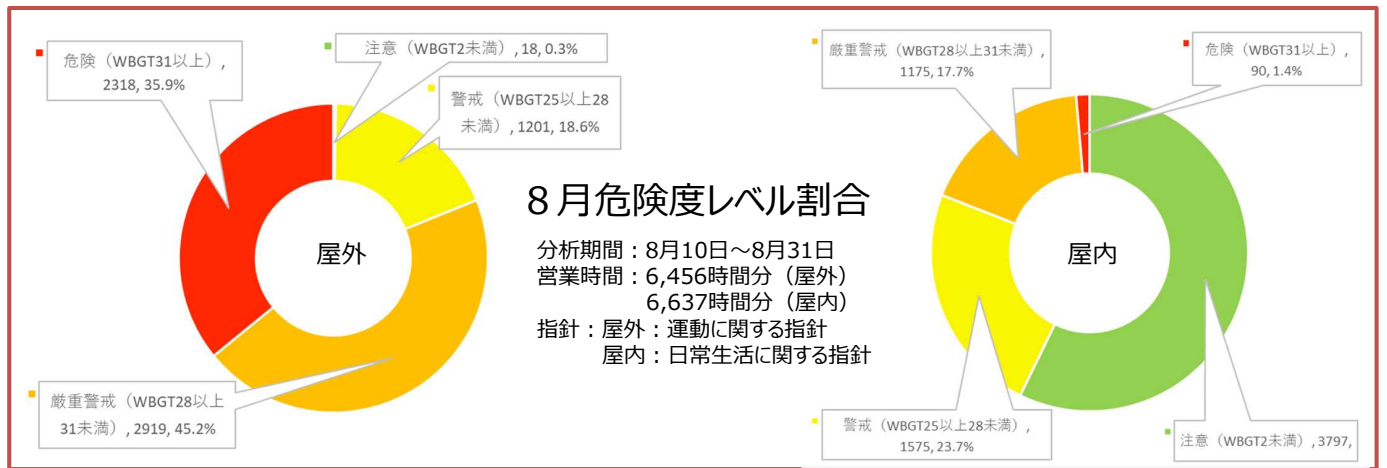 危険（WBGT31以上）,
2318, 35.9%
注意（WBGT2未満）, 18, 0.3%
警戒（WBGT25以上28
未満）, 1201, 18.6%
屋外
厳重警戒（WBGT28以上
31未満）, 2919, 45.2%
８月危険度レベル割合
分析期間：8月10日～8月31日
営業時間：6,456時間分（屋外）
6,637時間分（屋内）
指針：屋外：運動に関する指針
屋内：日常生活に関する指針
厳重警戒（WBGT28以上31未満）,
1175, 17.7%
危険（WBGT31以上）,
90, 1.4%
屋内
警戒（WBGT25以上28未満）,
1575, 23.7%
注意（WBGT2未満）, 3797,